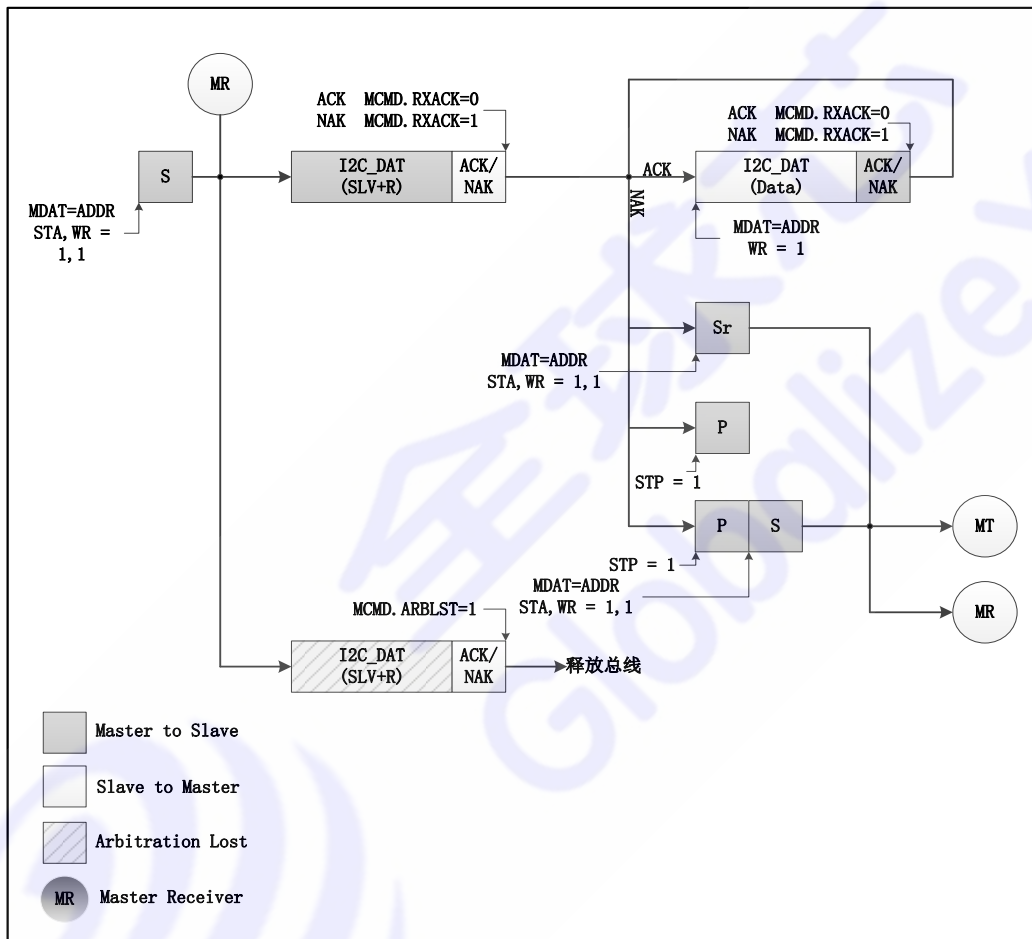 MR
ACK MCMD.RXACK=0
NAK MCMD.RXACK=1
ACK MCMD.RXACK=0
NAK MCMD.RXACK=1
S
I2C_DAT
(SLV+R)
ACK/
NAK
ACK
NAK
I2C_DAT
(Data)
ACK/
NAK
MDAT=ADDR
STA,WR =
1,1
MDAT=ADDR
WR = 1
Sr
MDAT=ADDR
STA,WR = 1,1
P
STP = 1
P
S
MT
STP = 1
MDAT=ADDR
STA,WR = 1,1
MR
MCMD.ARBLST=1
I2C_DAT
(SLV+R)
ACK/
NAK
释放总线
Master to Slave
Slave to Master
Arbitration Lost
MR
Master Receiver